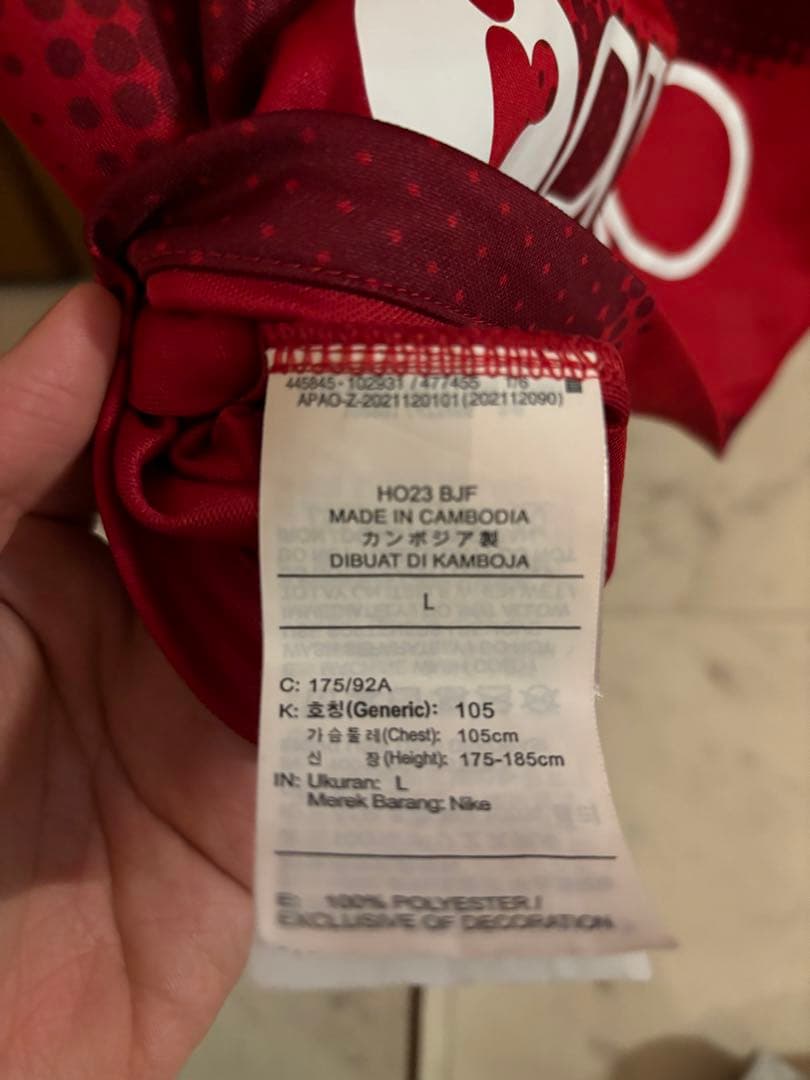 445845-102931 / 477455 1/6
APAO-Z-2021120101(202112090)
HO23 BJF
MADE IN CAMBODIA
カンボジア製
DIBUAT DI KAMBOJA
L
C: 175/92A
K: 호칭(Generic): 105
가슴둘레(Chest): 105cm
신 장(Height): 175-185cm
IN: Ukuran: L
Merek Barang: Nike
E: 100% POLYESTER/
EXCLUSIVE OF DECORATION